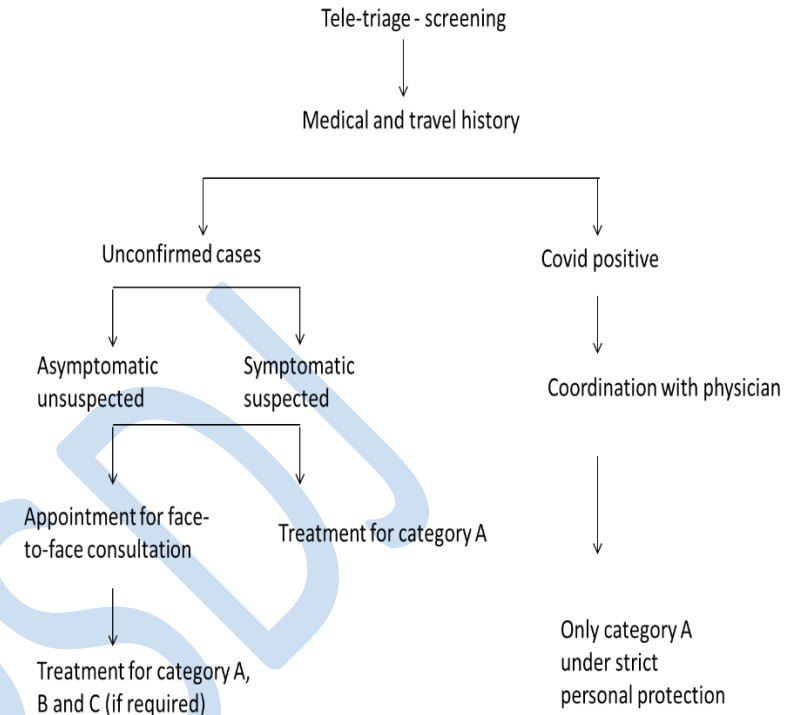 Tele-triage - screening
Medical and travel history
Unconfirmed cases
Covid positive
Asymptomatic
unsuspected
Symptomatic
suspected
Coordination with physician
Appointment for face-
to-face consultation
Treatment for category A
Only category A
under strict
personal protection
Treatment for category A,
B and C (if required)